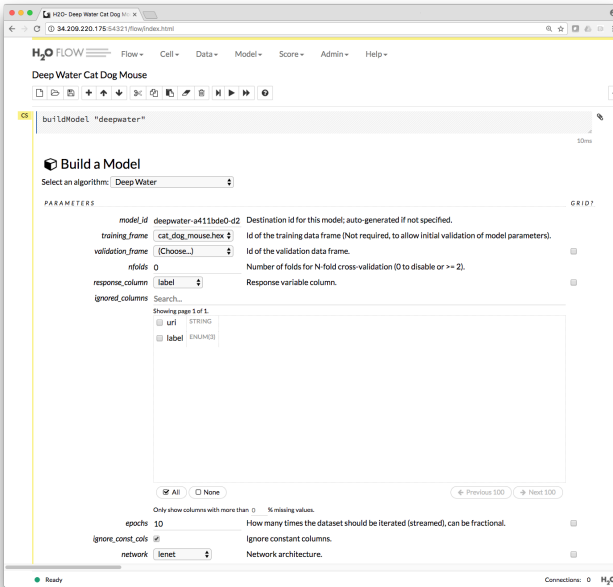 H2O- Deep Water Cat Dog Mo
34.209.220.175:54321/flow/index.html
H2O FLOW Flow Cell Data Model Score Admin Help
Deep Water Cat Dog Mouse
CS
buildModel "deepwater"
10ms
Build a Model
Select an algorithm: Deep Water
PARAMETERS GRID?
model_id deepwater-a411bde0-d2 Destination id for this model; auto-generated if not specified.
training_frame cat_dog_mouse.hex Id of the training data frame (Not required, to allow initial validation of model parameters).
validation_frame (Choose...) Id of the validation data frame.
nfolds 0 Number of folds for N-fold cross-validation (0 to disable or >= 2).
response_column label Response variable column.
ignored_columns Search...
Showing page 1 of 1.
uri STRING
label ENUM(3)
All None Previous 100 Next 100
Only show columns with more than 0 % missing values.
epochs 10 How many times the dataset should be iterated (streamed), can be fractional.
ignore_const_cols Ignore constant columns.
network lenet Network architecture.
Ready Connections: 0 H2O